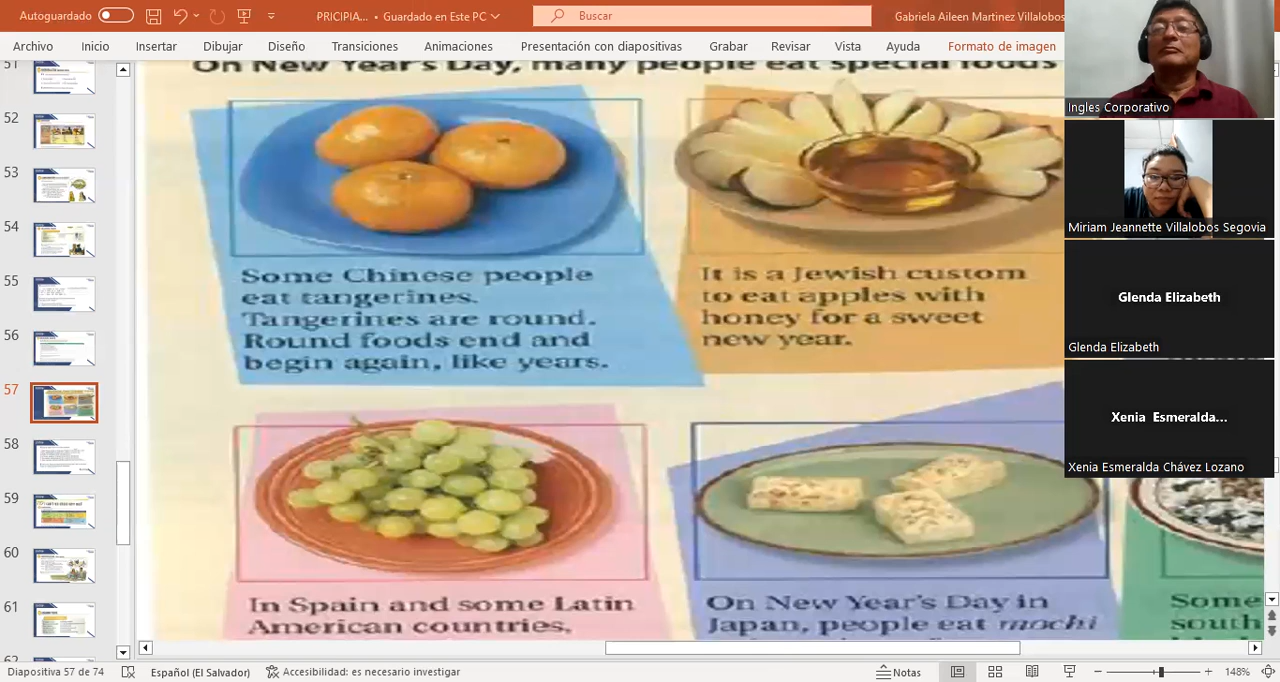 Autoguardado
PRICIPIA... • Guardado en Este PC
Buscar
Gabriela Aileen Martinez Villalobos
Archivo Inicio Insertar Dibujar Diseño Transiciones Animaciones Presentación con diapositivas Grabar Revisar Vista Ayuda Formato de imagen
51
52
53
54
55
56
57
58
59
60
61
On New Year's Day, many people eat special foods
Some Chinese people
eat tangerines.
Tangerines are round.
Round foods end and
begin again, like years.
It is a Jewish custom
to eat apples with
honey for a sweet
new year.
In Spain and some Latin
American countries,
On New Year's Day in
Japan, people eat mochi
Some
south
Ingles Corporativo
Miriam Jeannette Villalobos Segovia
Glenda Elizabeth
Glenda Elizabeth
Xenia Esmeralda...
Xenia Esmeralda Chávez Lozano
Diapositiva 57 de 74
Español (El Salvador)
Accesibilidad: es necesario investigar
Notas
148%